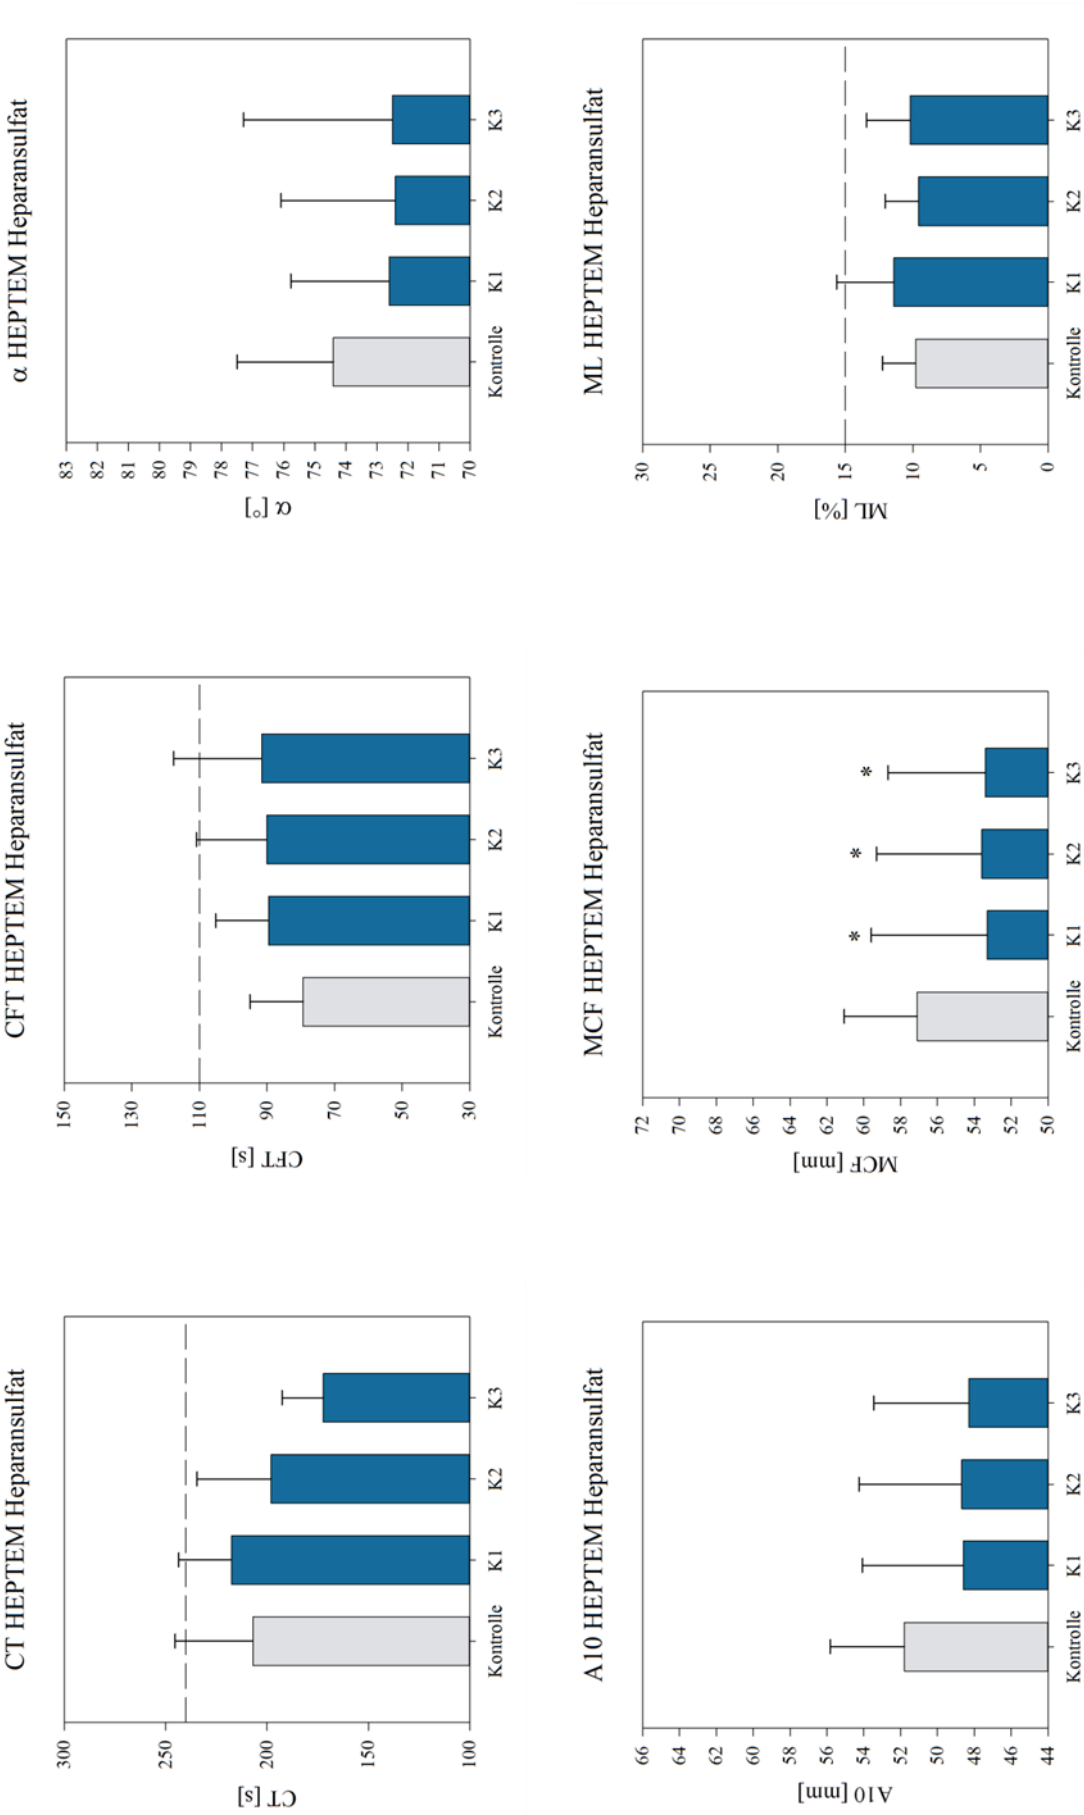 CT HEPTEM Heparansulfat
CT [s]
300
250
200
150
100
Kontrolle
K1
K2
K3
CFT HEPTEM Heparansulfat
CFT [s]
150
130
110
90
70
50
30
Kontrolle
K1
K2
K3
α HEPTEM Heparansulfat
α [°]
83
82
81
80
79
78
77
76
75
74
73
72
71
70
Kontrolle
K1
K2
K3
A10 HEPTEM Heparansulfat
A10 [mm]
66
64
62
60
58
56
54
52
50
48
46
44
Kontrolle
K1
K2
K3
MCF HEPTEM Heparansulfat
MCF [mm]
72
70
68
66
64
62
60
58
56
54
52
50
Kontrolle
K1
K2
K3
*
*
*
ML HEPTEM Heparansulfat
ML [%]
30
25
20
15
10
5
0
Kontrolle
K1
K2
K3